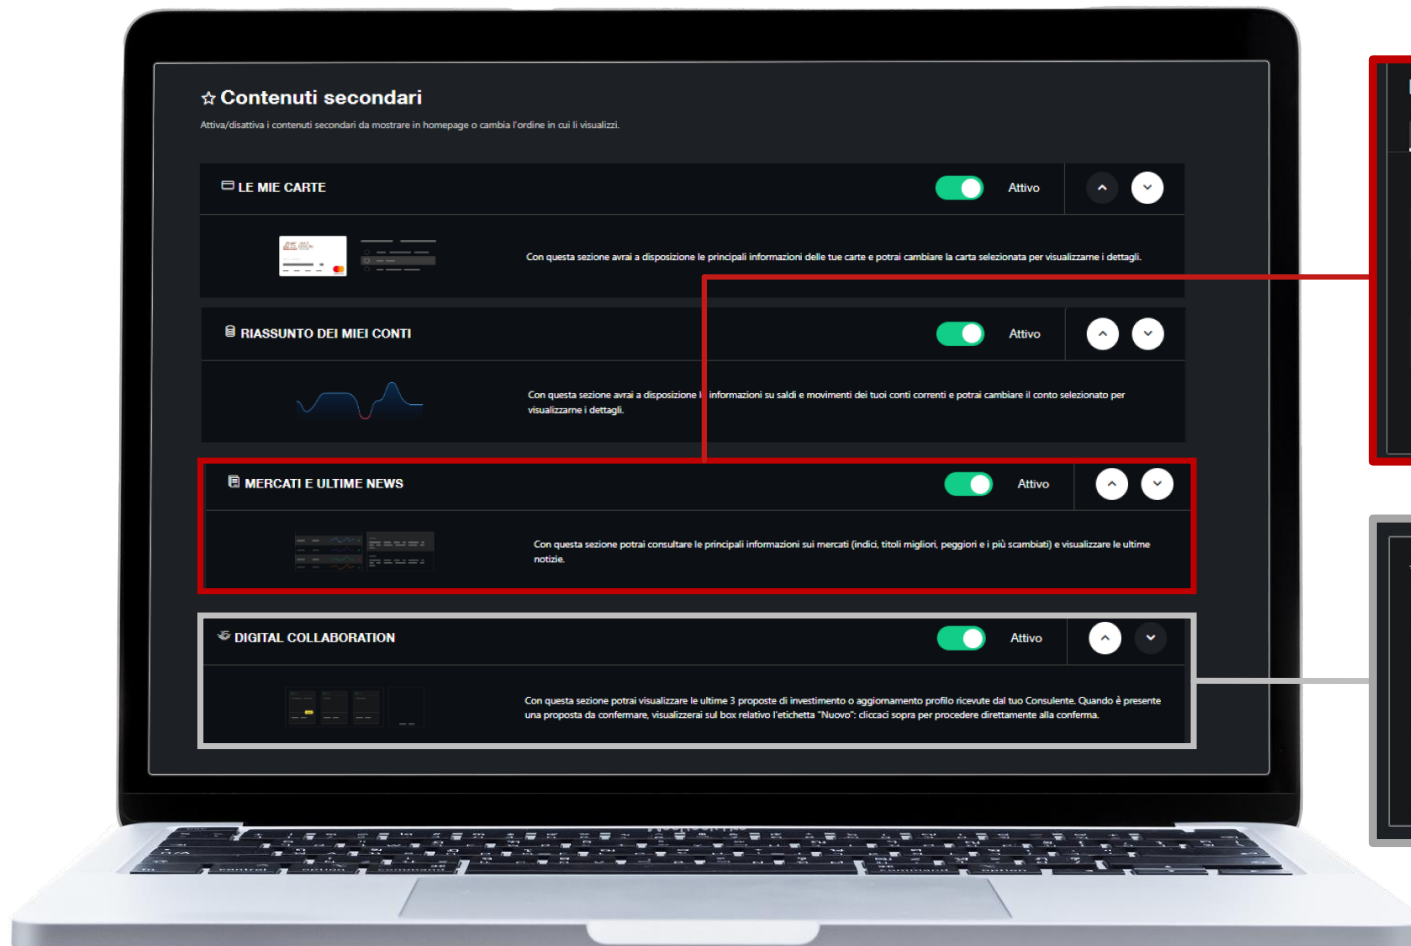 Contenuti secondari
Attiva/disattiva i contenuti secondari da mostrare in homepage o cambia l'ordine in cui li visualizzi.
LE MIE CARTE
Attivo
Con questa sezione avrai a disposizione le principali informazioni delle tue carte e potrai cambiare la carta selezionata per visualizzarne i dettagli.
RIASSUNTO DEI MIEI CONTI
Attivo
Con questa sezione avrai a disposizione le informazioni su saldi e movimenti dei tuoi conti correnti e potrai cambiare il conto selezionato per
visualizzarne i dettagli.
MERCATI E ULTIME NEWS
Attivo
Con questa sezione potrai consultare le principali informazioni sui mercati (indici, titoli migliori, peggiori e i più scambiati) e visualizzare le ultime
notizie.
DIGITAL COLLABORATION
Attivo
Con questa sezione potrai visualizzare le ultime 3 proposte di investimento o aggiornamento profilo ricevute dal tuo Consulente. Quando è presente
una proposta da confermare, visualizzerai sul box relativo l'etichetta "Nuovo": cliccaci sopra per procedere direttamente alla conferma.
control option command command option